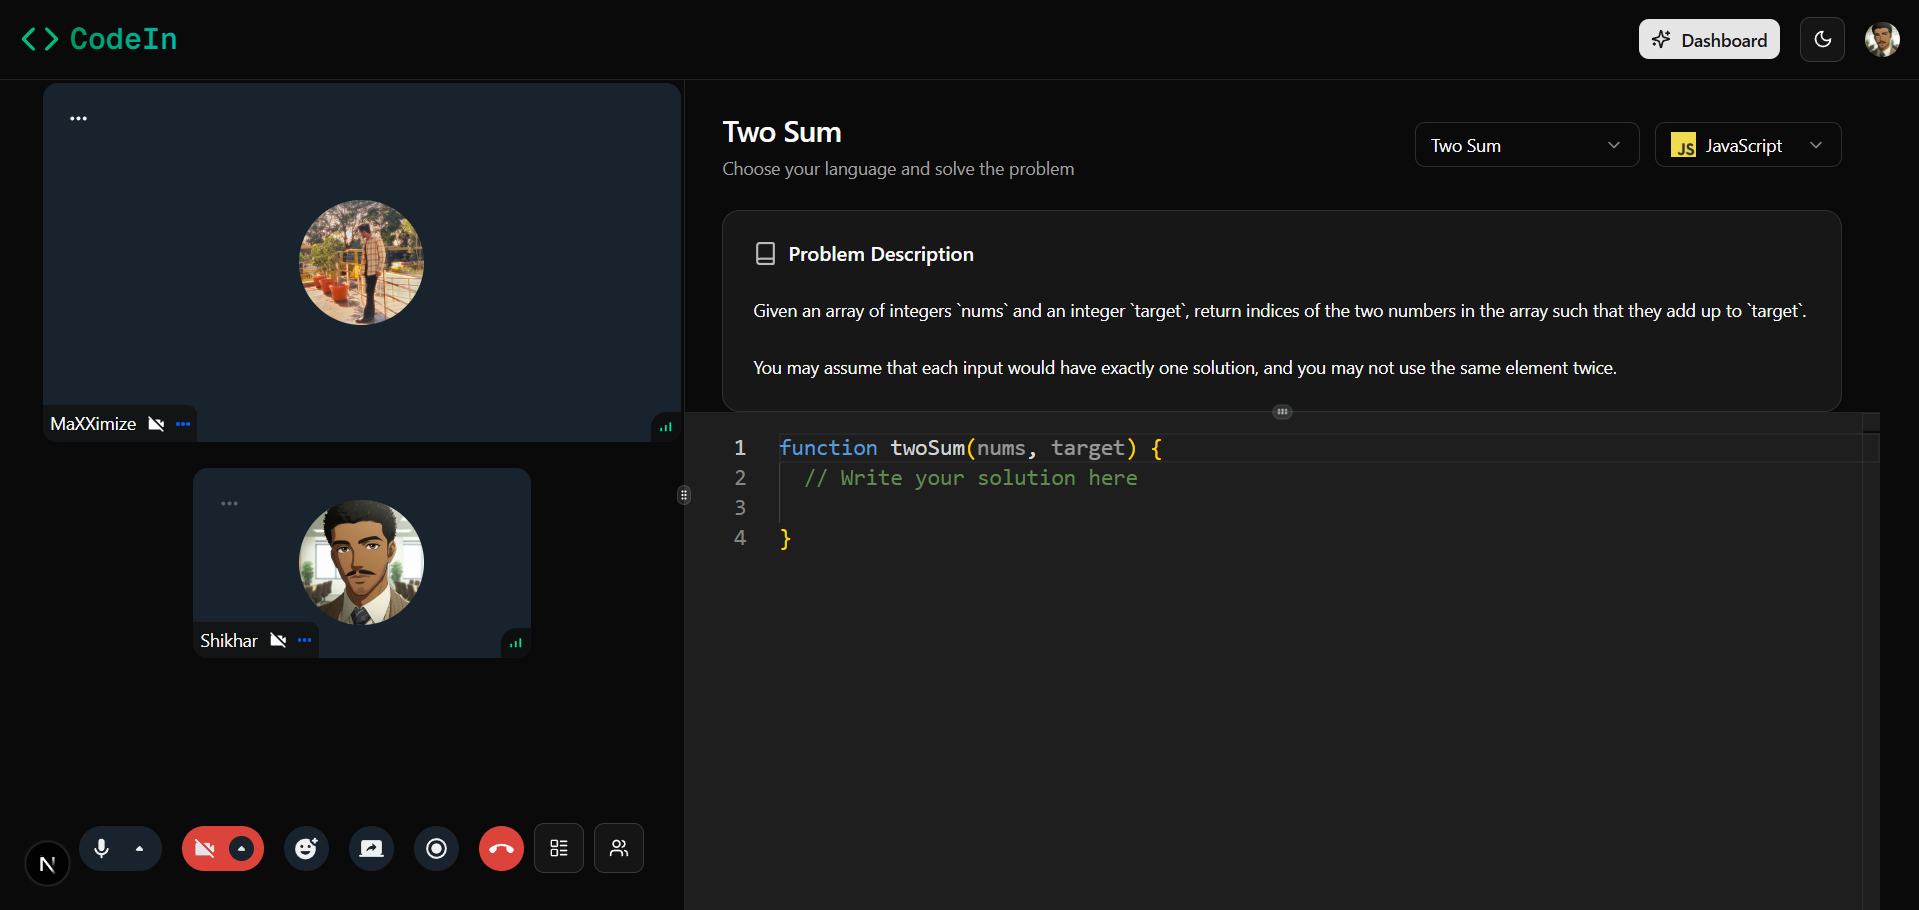 CodeIn
Dashboard
MaXXimize
Shikhar
N
Two Sum
Choose your language and solve the problem
Two Sum
JS JavaScript
Problem Description
Given an array of integers `nums` and an integer `target`, return indices of the two numbers in the array such that they add up to `target`.
You may assume that each input would have exactly one solution, and you may not use the same element twice.
1 function twoSum(nums, target) {
2 // Write your solution here
3
4 }